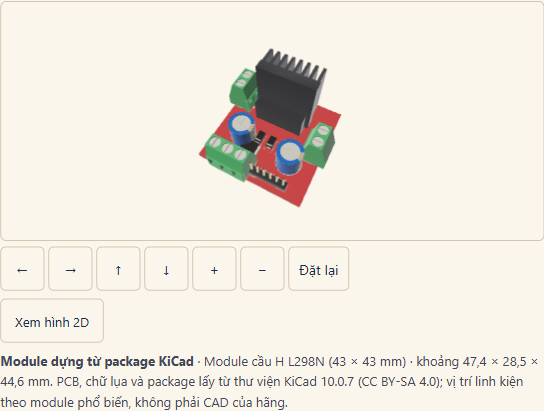 ← → ↑ ↓ + − Đặt lại
Xem hình 2D
Module dựng từ package KiCad · Module cầu H L298N (43 × 43 mm) · khoảng 47,4 × 28,5 ×
44,6 mm. PCB, chữ lụa và package lấy từ thư viện KiCad 10.0.7 (CC BY-SA 4.0); vị trí linh kiện
theo module phổ biến, không phải CAD của hãng.